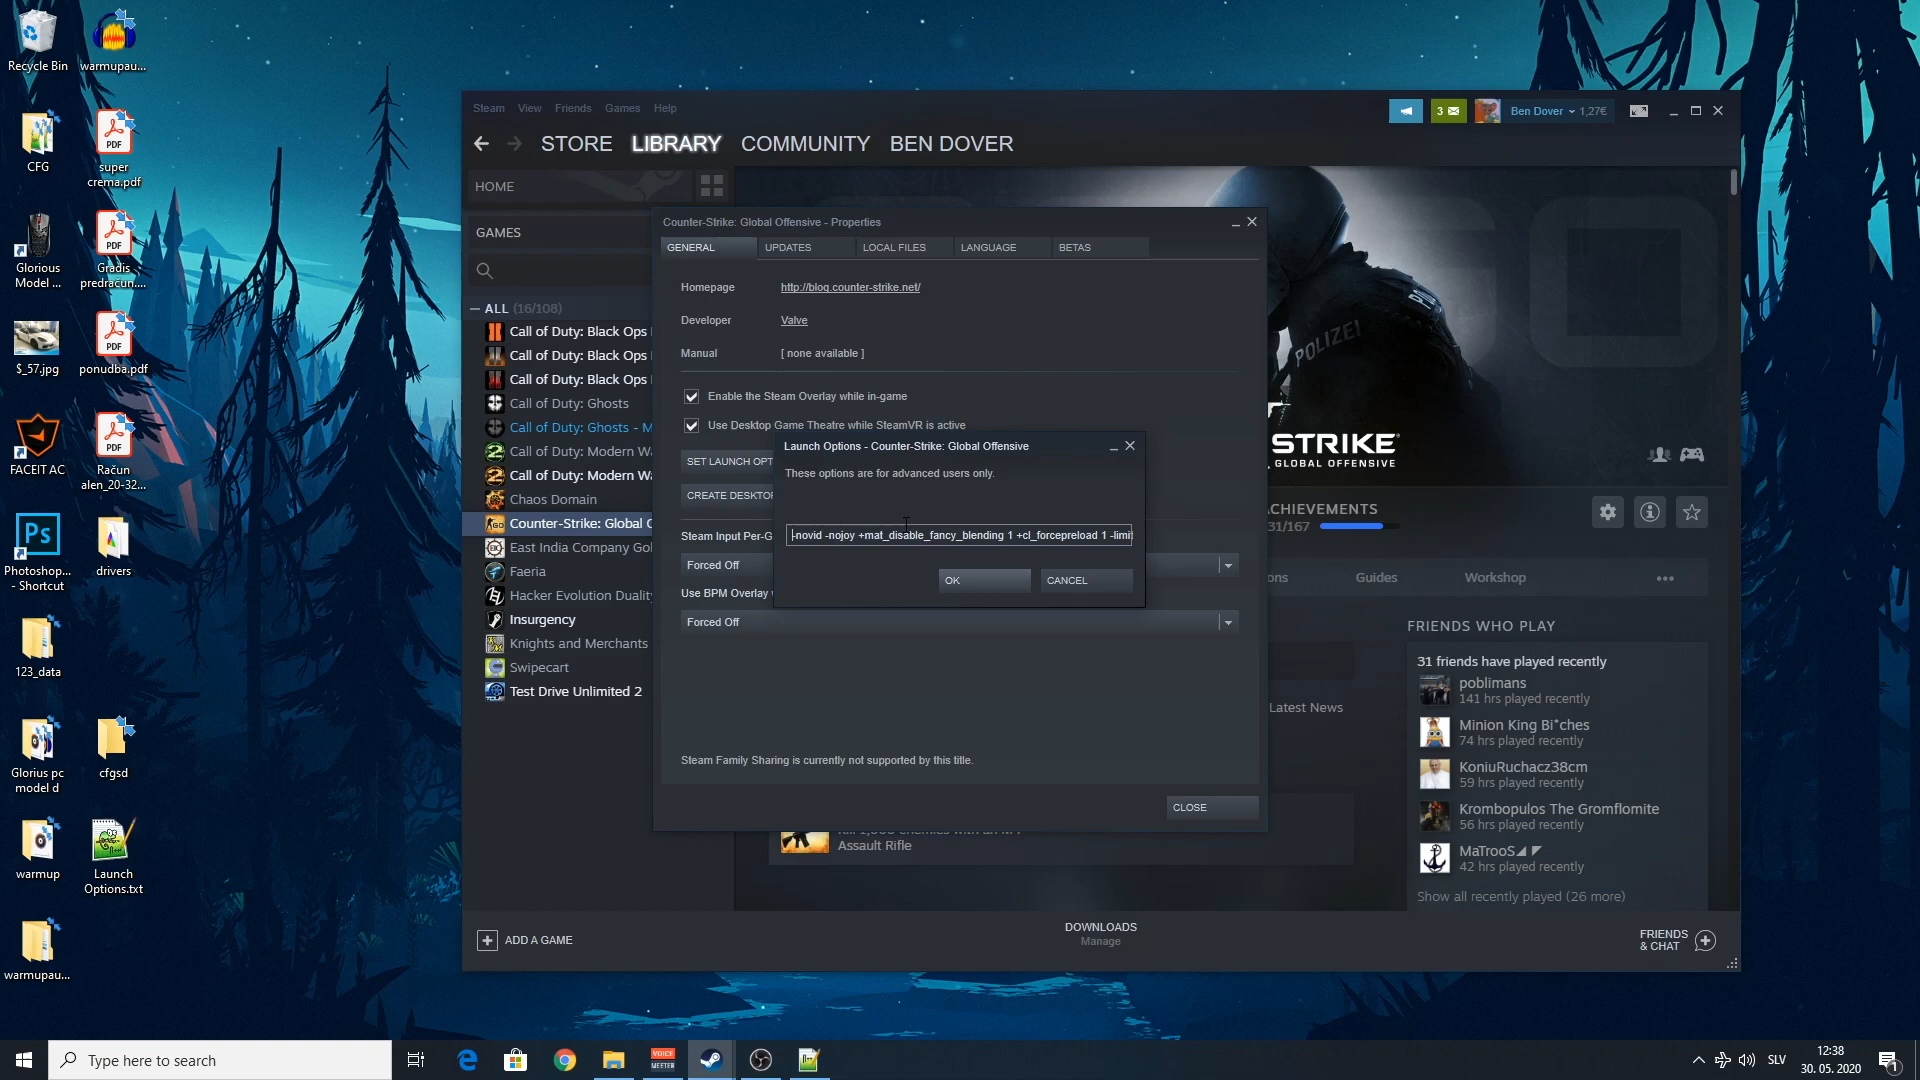 Recycle Bin
warmupau...
CFG
super
crema.pdf
Glorious
Model ...
Gradis
predracun....
$_57.jpg
ponudba.pdf
FACEIT AC
Račun
alen_20-32...
Photoshop...
- Shortcut
drivers
123_data
Glorius pc
model d
cfgsd
warmup
Launch
Options.txt
warmupau...
Steam View Friends Games Help
3
Ben Dover
1,27€
STORE LIBRARY COMMUNITY BEN DOVER
HOME
GAMES
ALL (16/108)
Call of Duty: Black Ops
Call of Duty: Black Ops
Call of Duty: Black Ops
Call of Duty: Ghosts
Call of Duty: Ghosts - M
Call of Duty: Modern Wa
Call of Duty: Modern Wa
Chaos Domain
Counter-Strike: Global O
East India Company Gol
Faeria
Hacker Evolution Duality
Insurgency
Knights and Merchants
Swipecart
Test Drive Unlimited 2
Counter-Strike: Global Offensive - Properties
GENERAL UPDATES LOCAL FILES LANGUAGE BETAS
Homepage http://blog.counter-strike.net/
Developer Valve
Manual [ none available ]
Enable the Steam Overlay while in-game
Use Desktop Game Theatre while SteamVR is active
SET LAUNCH OPT
CREATE DESKTOP
Steam Input Per-G
Forced Off
Use BPM Overlay
Forced Off
Steam Family Sharing is currently not supported by this title.
CLOSE
Launch Options - Counter-Strike: Global Offensive
These options are for advanced users only.
-novid -nojoy +mat_disable_fancy_blending 1 +cl_forcepreload 1 -limit
OK CANCEL
POLIZEI
STRIKE
GLOBAL OFFENSIVE
ACHIEVEMENTS
31/167
ons Guides Workshop
FRIENDS WHO PLAY
31 friends have played recently
poblimans
141 hrs played recently
Minion King Bi*ches
74 hrs played recently
KoniuRuchacz38cm
59 hrs played recently
Krombopulos The Gromflomite
56 hrs played recently
MaTrooS◢ ◤
42 hrs played recently
Show all recently played (26 more)
Latest News
Assault Rifle
ADD A GAME
DOWNLOADS
Manage
FRIENDS
& CHAT
Type here to search
VOICE
MEETER
SLV
12:38
30. 05. 2020
1